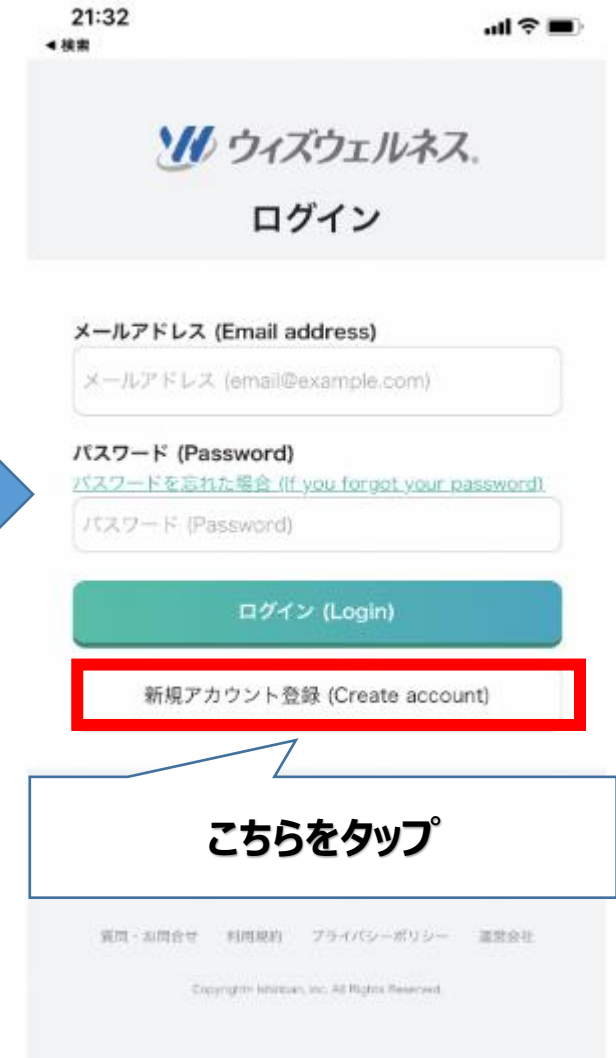 21:32
◀検索
ウィズウェルネス.
ログイン
メールアドレス (Email address)
メールアドレス (email@example.com)
パスワード (Password)
パスワードを忘れた場合 (If you forgot your password)
パスワード (Password)
ログイン (Login)
新規アカウント登録 (Create account)
こちらをタップ
質問・お問合せ 利用規約 プライバシーポリシー 運営会社
Inc. All Rights Reserved.